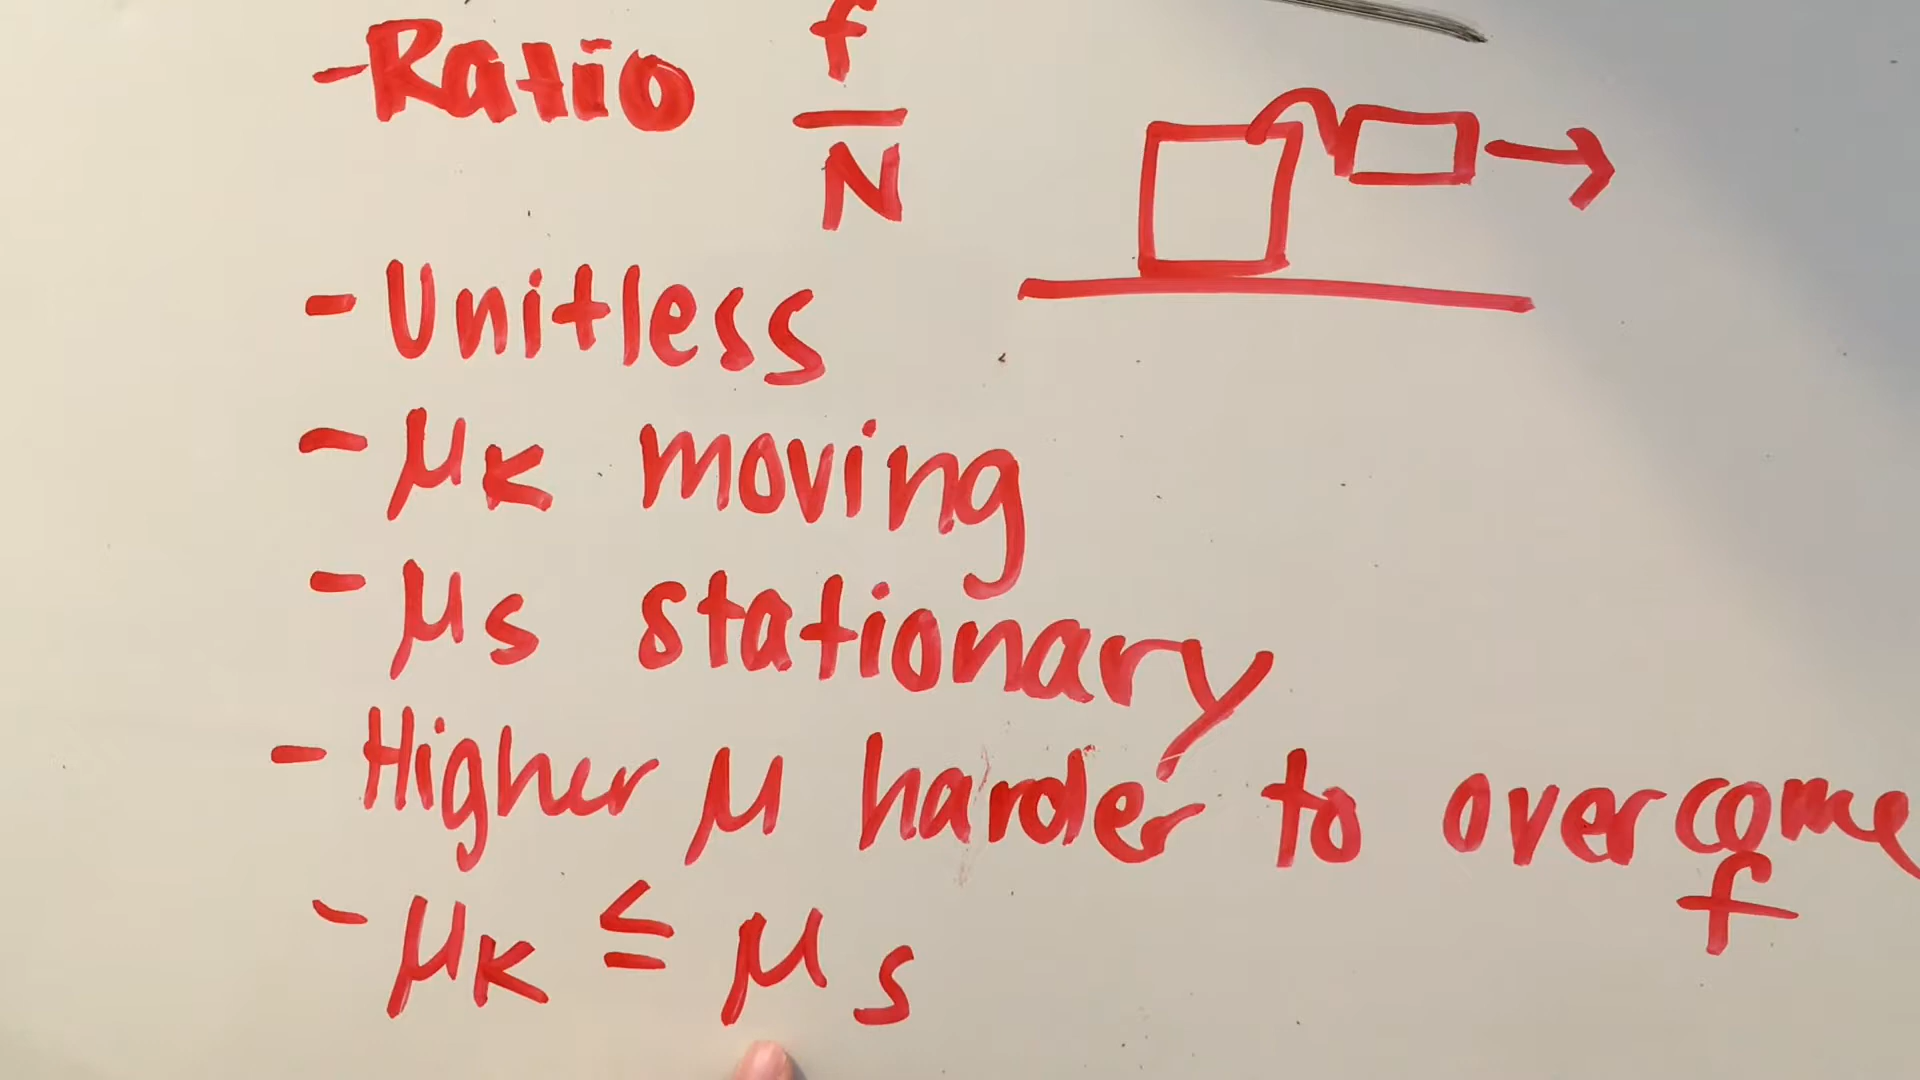 - Ratio f/N
- Unitless
- μk moving
- μs stationary
- Higher μ harder to overcome f
- μk ≤ μs